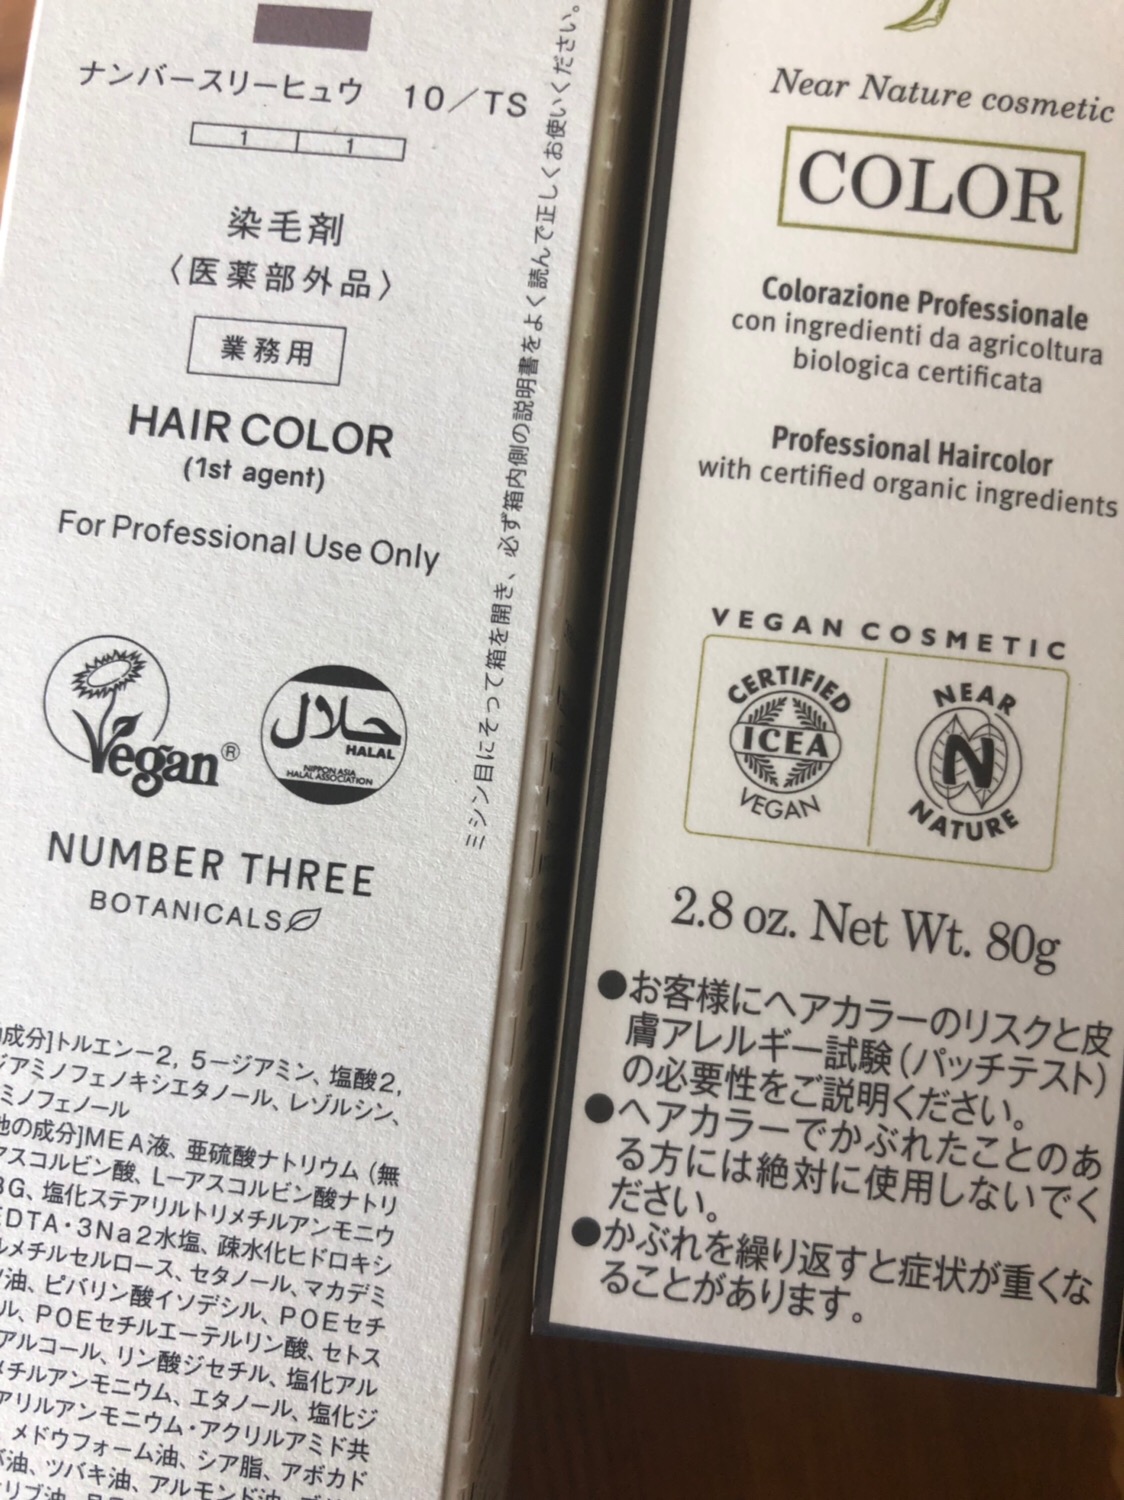 ナンバースリーヒュウ 10／TS
1 1
染毛剤
〈医薬部外品〉
業務用
HAIR COLOR
(1st agent)
For Professional Use Only
Vegan®
حلال
HALAL
NIPPON ASIA
HALAL ASSOCIATION
NUMBER THREE
BOTANICALS
成分]トルエン－2, 5－ジアミン、塩酸2,
ジアミノフェノキシエタノール、レゾルシン、
ミノフェノール
他の成分]MEA液、亜硫酸ナトリウム（無
アスコルビン酸、L－アスコルビン酸ナトリ
BG、塩化ステアリルトリメチルアンモニウ
EDTA・3Na2水塩、疎水化ヒドロキシ
ルメチルセルロース、セタノール、マカデミ
油、ピバリン酸イソデシル、POEセチ
ル、POEセチルエーテルリン酸、セトス
アルコール、リン酸ジセチル、塩化アル
メチルアンモニウム、エタノール、塩化ジ
アリルアンモニウム・アクリルアミド共
メドウフォーム油、シア脂、アボカド
油、ツバキ油、アルモンド油、
リブ油、
ミシン目にそって箱を開き、必ず箱内側の説明書をよく読んで正しくお使いください。
Near Nature cosmetic
COLOR
Colorazione Professionale
con ingredienti da agricoltura
biologica certificata
Professional Haircolor
with certified organic ingredients
VEGAN COSMETIC
CERTIFIED
ICEA
VEGAN
NEAR
N
NATURE
2.8 oz. Net Wt. 80g
●お客様にヘアカラーのリスクと皮
膚アレルギー試験（パッチテスト）
の必要性をご説明ください。
●ヘアカラーでかぶれたことのあ
る方には絶対に使用しないでく
ださい。
●かぶれを繰り返すと症状が重くな
ることがあります。